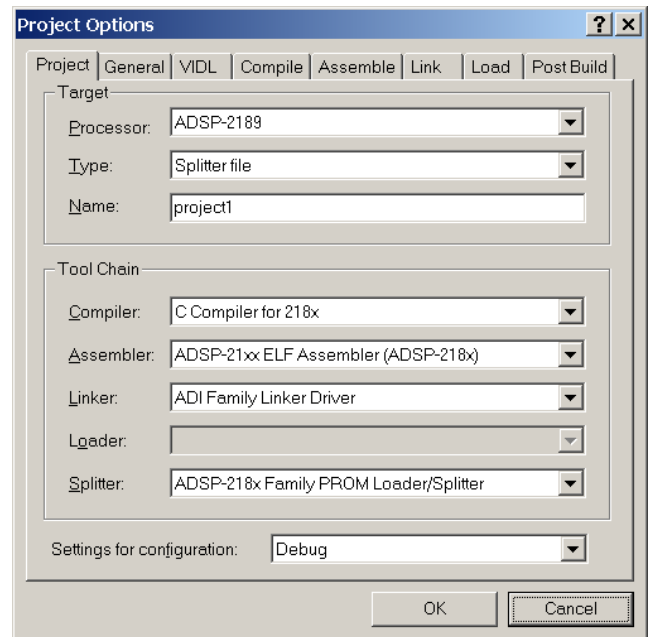 Project Options ? ×
Project General VIDL Compile Assemble Link Load Post Build
Target
Processor: ADSP-2189
Type: Splitter file
Name: project1
Tool Chain
Compiler: C Compiler for 218x
Assembler: ADSP-21xx ELF Assembler (ADSP-218x)
Linker: ADI Family Linker Driver
Loader:
Splitter: ADSP-218x Family PROM Loader/Splitter
Settings for configuration: Debug
OK Cancel